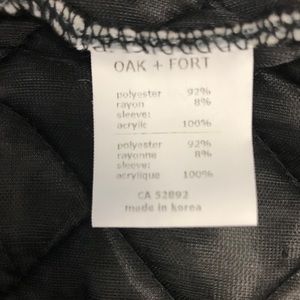 OAK + FORT
polyester 92%
rayon 8%
sleeve:
acrylic 100%
polyester 92%
rayonne 8%
sleeve:
acrylique 100%
CA 52892
made in korea